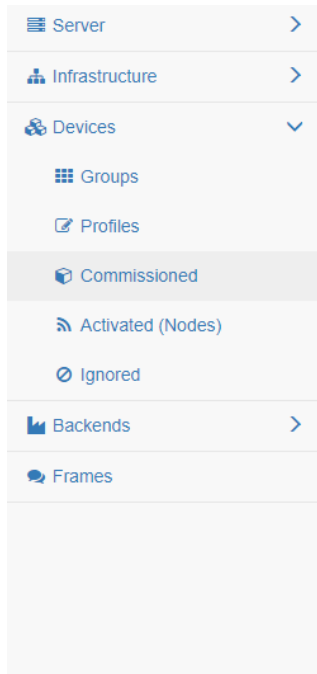 Server
Infrastructure
Devices
Groups
Profiles
Commissioned
Activated (Nodes)
Ignored
Backends
Frames